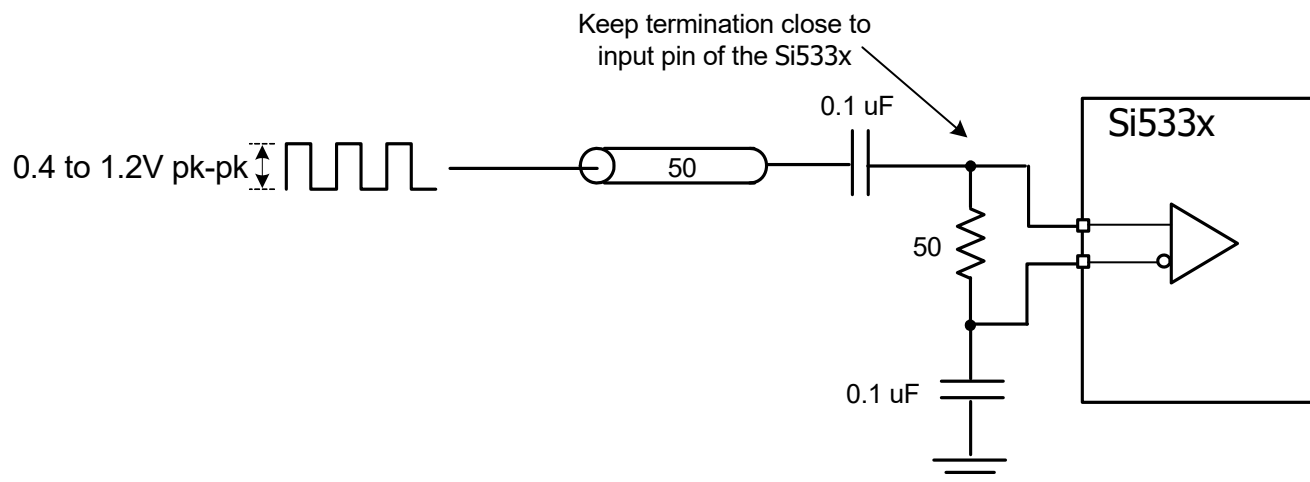 Keep termination close to
input pin of the Si533x
0.1 uF
Si533x
0.4 to 1.2V pk-pk
50
50
0.1 uF